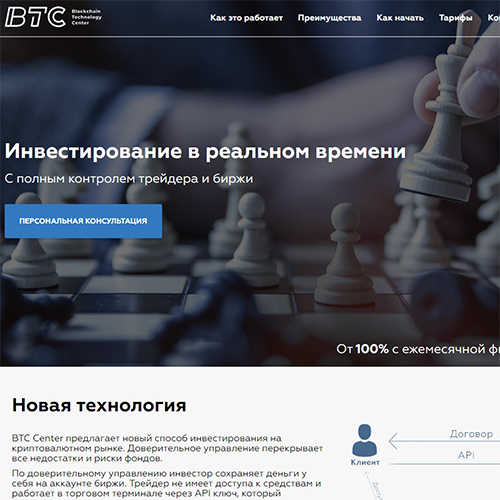 BTC Blockchain Technology Center
Как это работает Преимущества Как начать Тарифы
Инвестирование в реальном времени
С полным контролем трейдера и биржи
ПЕРСОНАЛЬНАЯ КОНСУЛЬТАЦИЯ
От 100% с ежемесячной
Новая технология
BTC Center предлагает новый способ инвестирования на
криптовалютном рынке. Доверительное управление перекрывает
все недостатки и риски фондов.
По доверительному управлению инвестор сохраняет деньги у
себя на аккаунте биржи. Трейдер не имеет доступа к средствам и
работает в торговом терминале через API ключ, который
Клиент
Договор
API